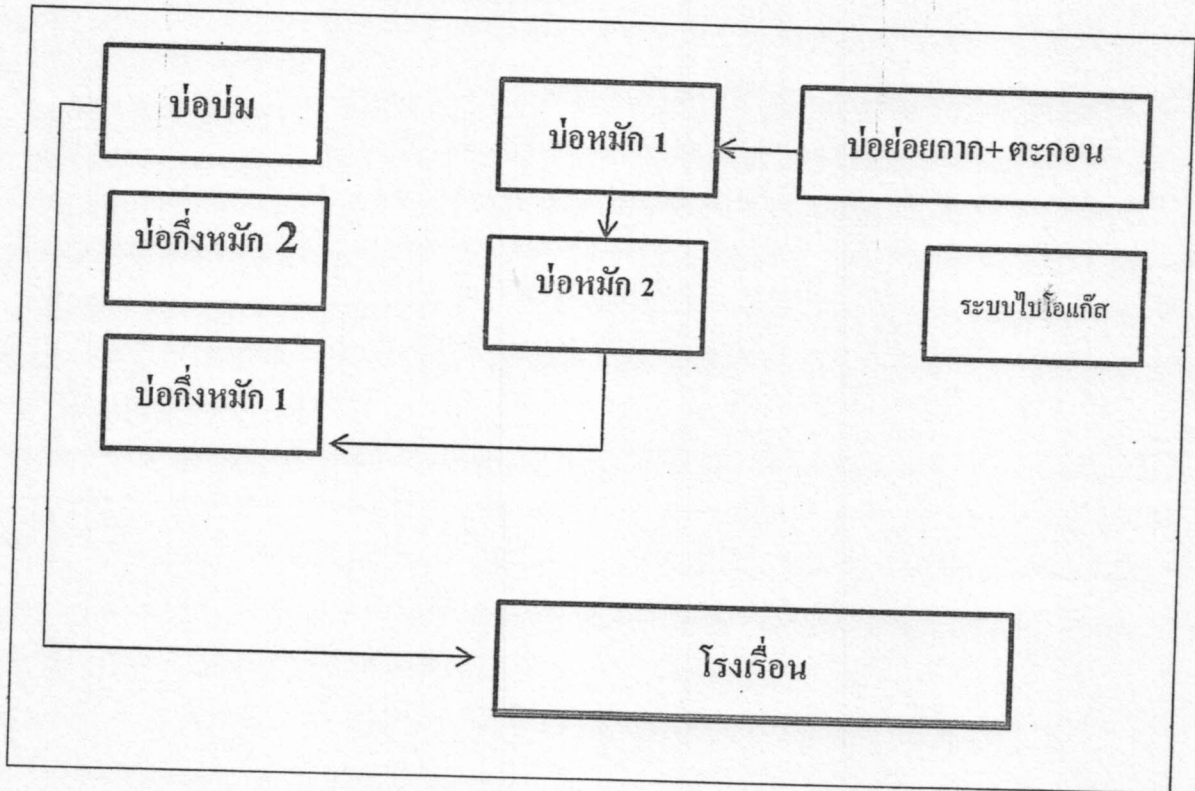 บ่อบ่ม
บ่อหมัก 1
บ่อย่อยกาก+ตะกอน
บ่อกึ่งหมัก 2
บ่อหมัก 2
ระบบไบโอแก๊ส
บ่อกึ่งหมัก 1
โรงเรื่อน